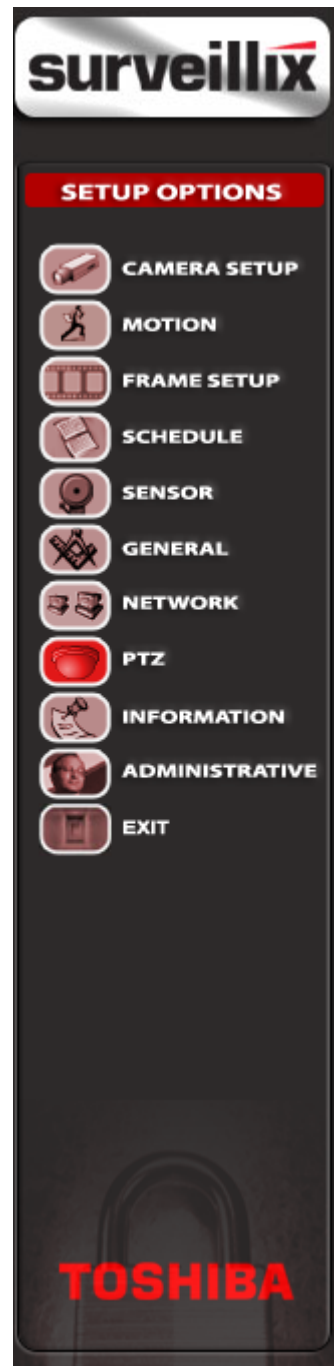 surveillix
SETUP OPTIONS
CAMERA SETUP
MOTION
FRAME SETUP
SCHEDULE
SENSOR
GENERAL
NETWORK
PTZ
INFORMATION
ADMINISTRATIVE
EXIT
TOSHIBA